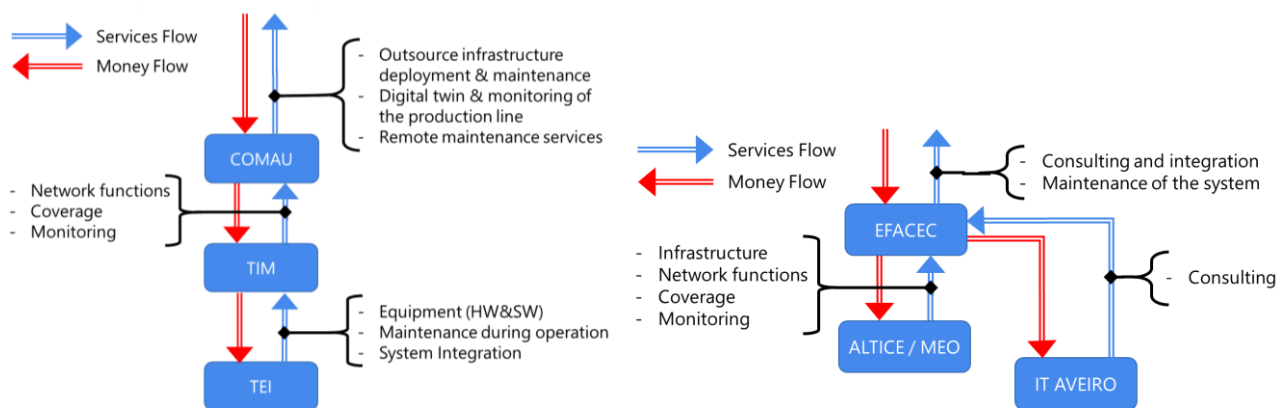 Services Flow
Money Flow
- Outsource infrastructure
deployment & maintenance
- Digital twin & monitoring of
the production line
- Remote maintenance services
COMAU
- Network functions
- Coverage
- Monitoring
TIM
- Equipment (HW&SW)
- Maintenance during operation
- System Integration
TEI
Services Flow
Money Flow
- Consulting and integration
- Maintenance of the system
EFACEC
- Infrastructure
- Network functions
- Coverage
- Monitoring
- Consulting
ALTICE / MEO
IT AVEIRO